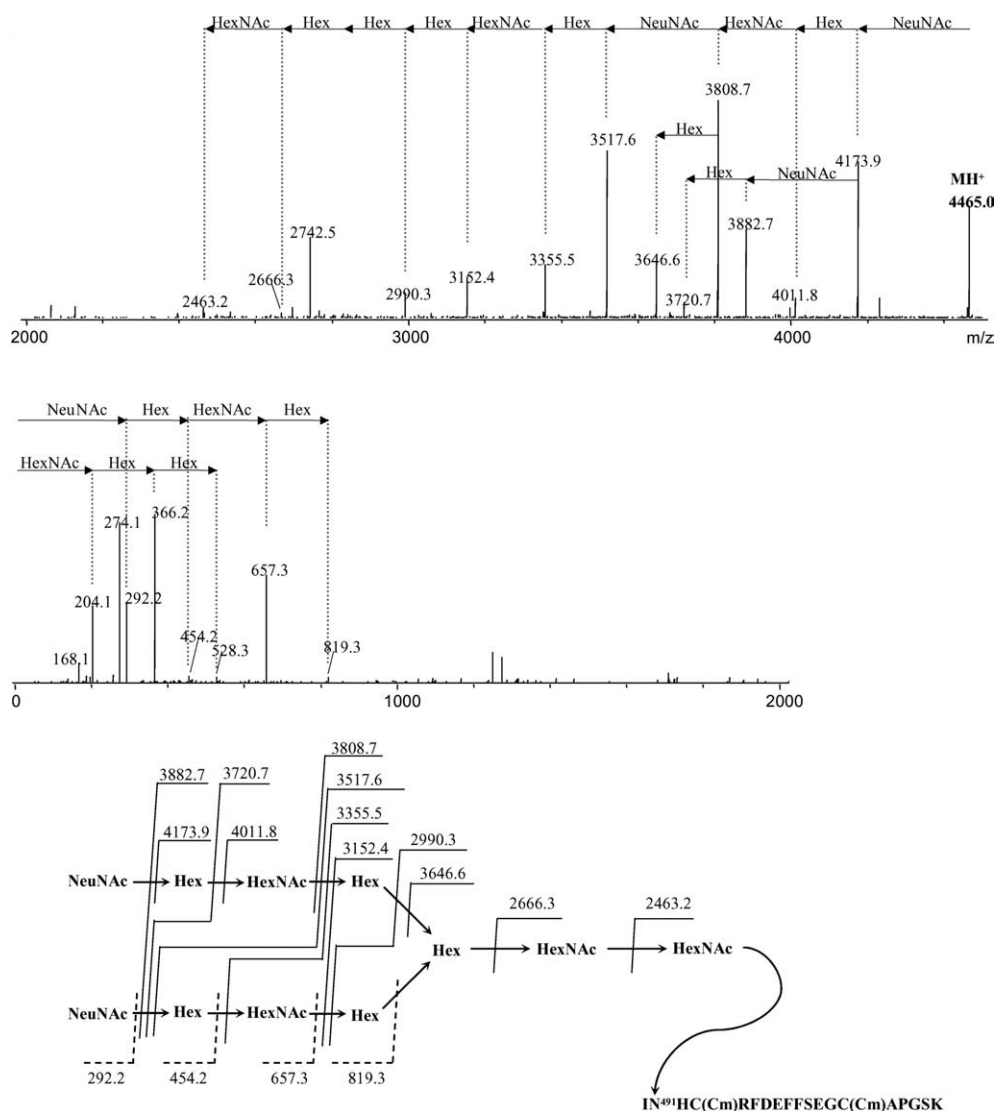 HexNAc Hex Hex Hex HexNAc Hex NeuNAc HexNAc Hex NeuNAc
3808.7
Hex
3517.6
4173.9
Hex NeuNAc
MH⁺
4465.0
3882.7
2742.5
3355.5
3646.6
2666.3
3152.4
2463.2
2990.3
3720.7
4011.8
2000 3000 4000 m/z
NeuNAc Hex HexNAc Hex
HexNAc Hex Hex
274.1 366.2
657.3
204.1 292.2
454.2
168.1
528.3
819.3
0 1000 2000
3808.7
3882.7 3720.7
3517.6
3355.5
4173.9 4011.8
2990.3
3152.4
3646.6
NeuNAc Hex HexNAc Hex
2666.3 2463.2
Hex HexNAc HexNAc
NeuNAc Hex HexNAc Hex
292.2 454.2 657.3 819.3
IN⁴⁹¹HC(Cm)RFDEFFSEGC(Cm)APGSK